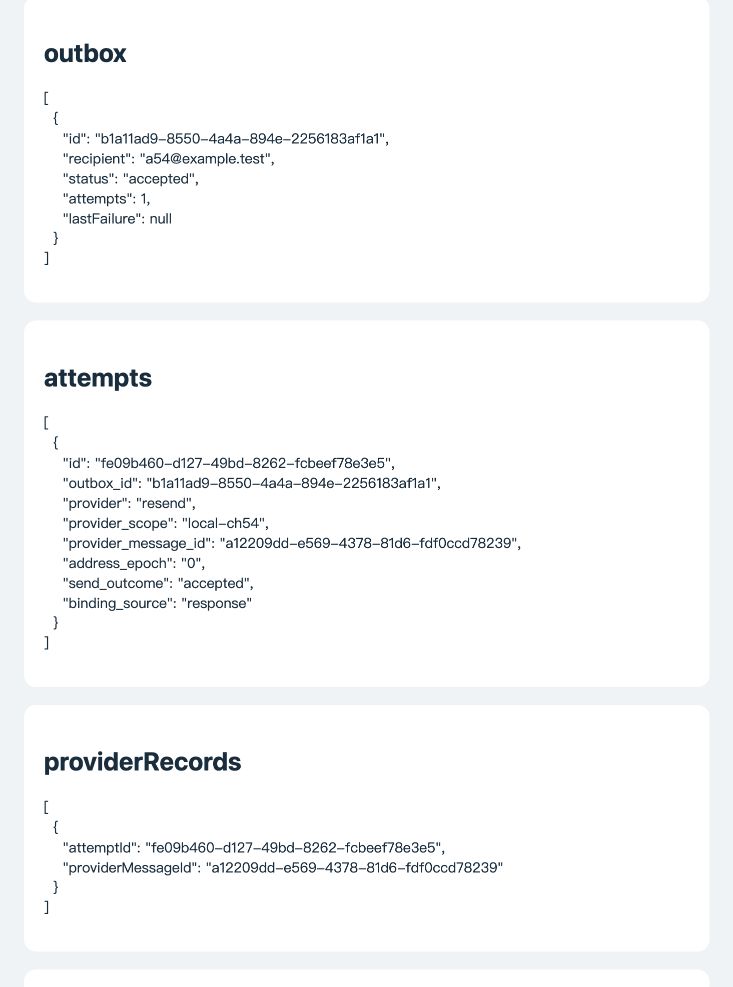 outbox
[
{
"id": "b1a11ad9-8550-4a4a-894e-2256183af1a1",
"recipient": "a54@example.test",
"status": "accepted",
"attempts": 1,
"lastFailure": null
}
]
attempts
[
{
"id": "fe09b460-d127-49bd-8262-fcbeef78e3e5",
"outbox_id": "b1a11ad9-8550-4a4a-894e-2256183af1a1",
"provider": "resend",
"provider_scope": "local-ch54",
"provider_message_id": "a12209dd-e569-4378-81d6-fdf0ccd78239",
"address_epoch": "0",
"send_outcome": "accepted",
"binding_source": "response"
}
]
providerRecords
[
{
"attemptId": "fe09b460-d127-49bd-8262-fcbeef78e3e5",
"providerMessageId": "a12209dd-e569-4378-81d6-fdf0ccd78239"
}
]